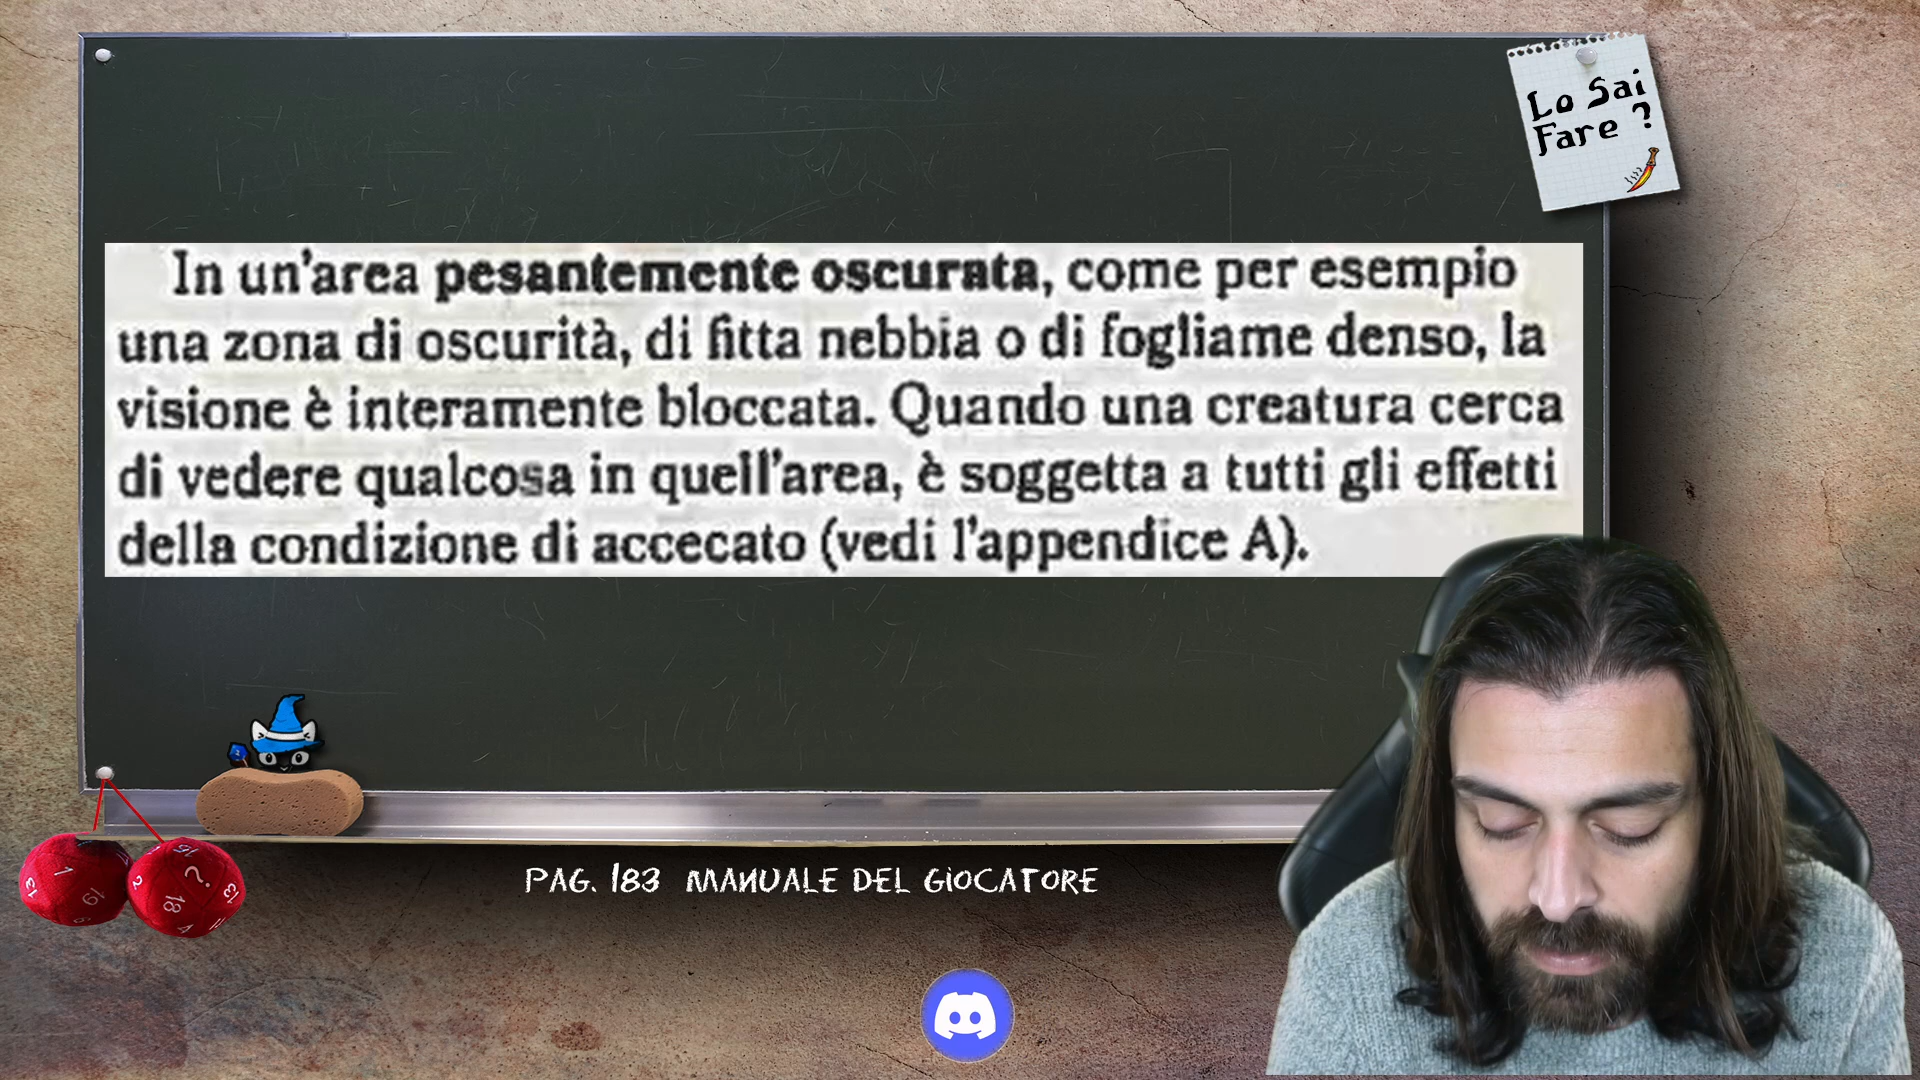 Lo Sai
Fare ?
In un'area pesantemente oscurata, come per esempio
una zona di oscurità, di fitta nebbia o di fogliame denso, la
visione è interamente bloccata. Quando una creatura cerca
di vedere qualcosa in quell'area, è soggetta a tutti gli effetti
della condizione di accecato (vedi l'appendice A).
PAG. 183 MANUALE DEL GIOCATORE